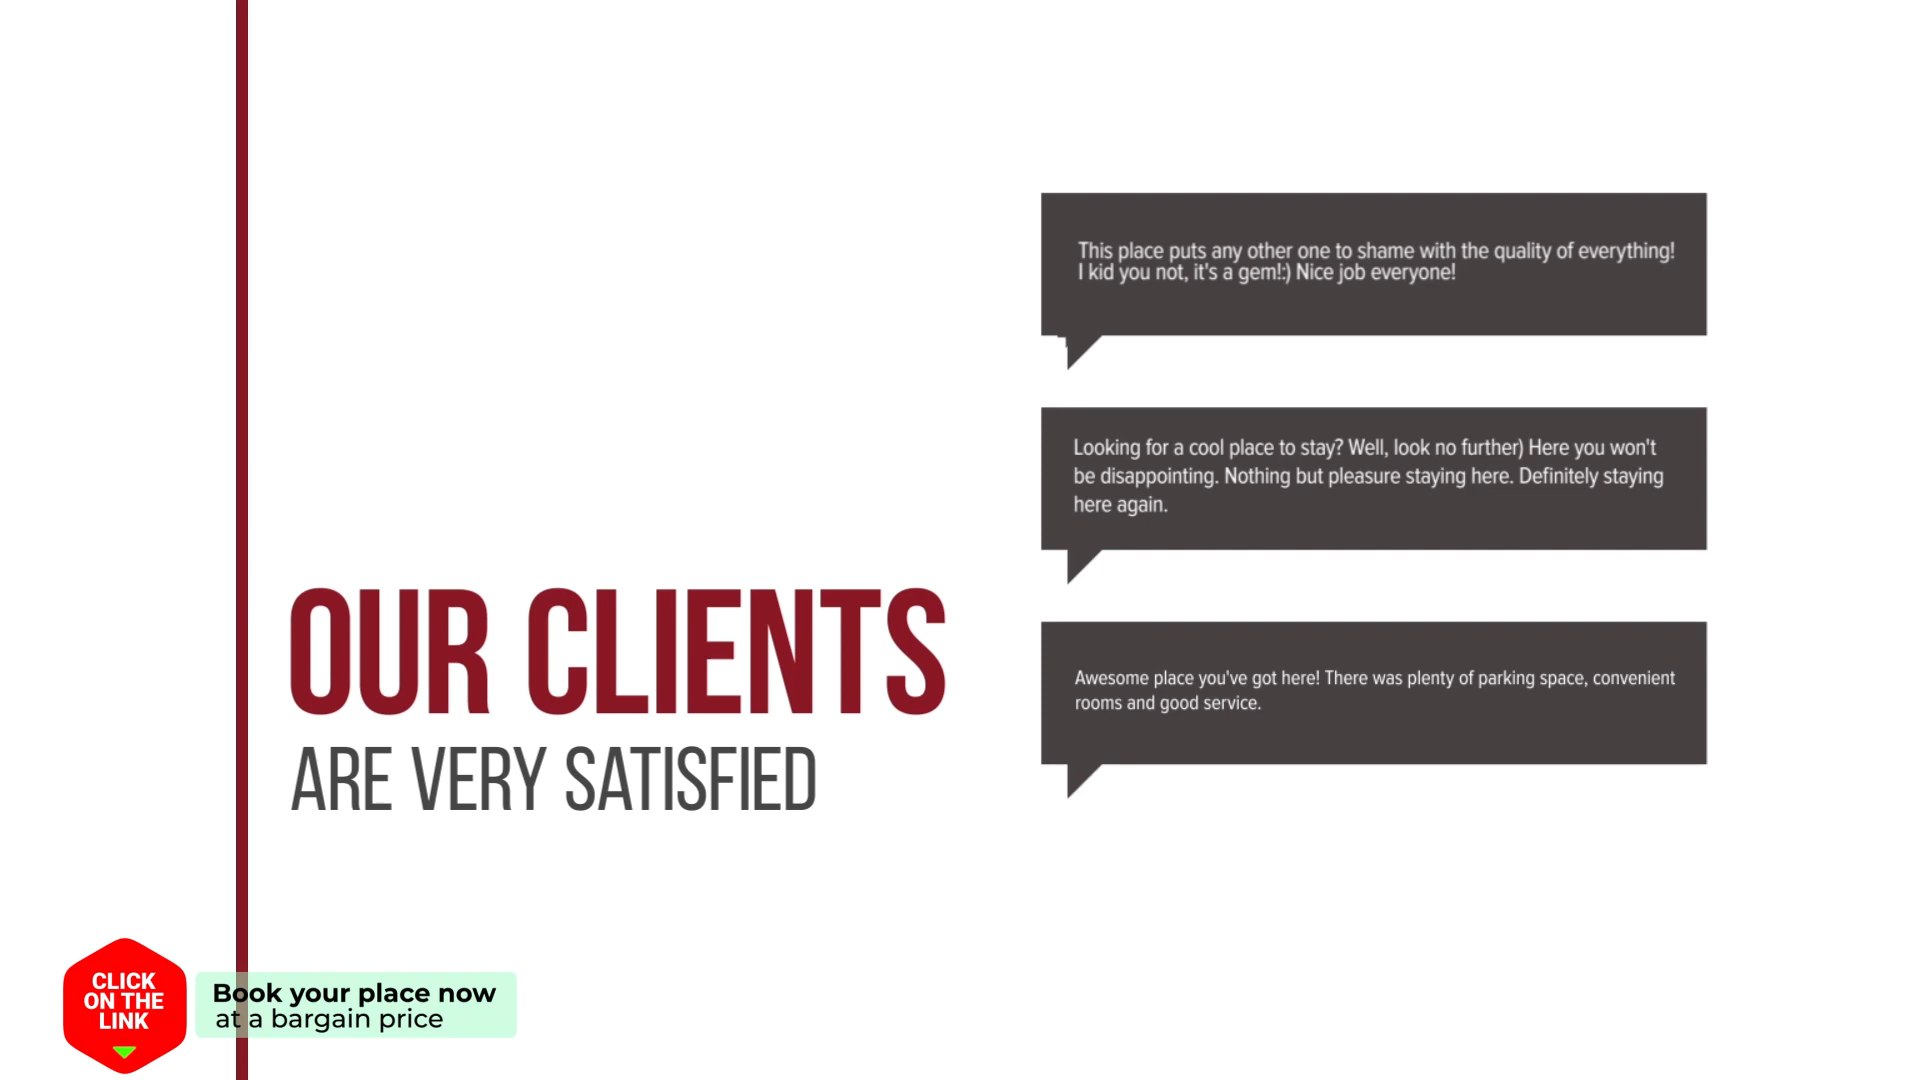 This place puts any other one to shame with the quality of everything!
I kid you not, it's a gem!:) Nice job everyone!
Looking for a cool place to stay? Well, look no further) Here you won't
be disappointing. Nothing but pleasure staying here. Definitely staying
here again.
OUR CLIENTS
ARE VERY SATISFIED
Awesome place you've got here! There was plenty of parking space, convenient
rooms and good service.
CLICK
ON THE
LINK
Book your place now
at a bargain price